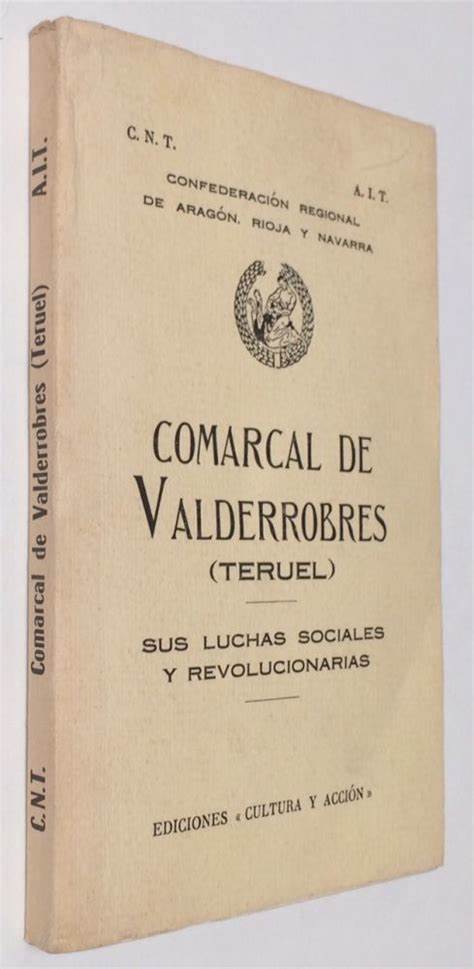 C. N. T.
A. I. T.
CONFEDERACIÓN REGIONAL
DE ARAGÓN, RIOJA Y NAVARRA
COMARCAL DE
VALDERROBRES
(TERUEL)
SUS LUCHAS SOCIALES
Y REVOLUCIONARIAS
EDICIONES « CULTURA Y ACCIÓN »
C.N.T. Comarcal de Valderrobres (Teruel) A.I.T.